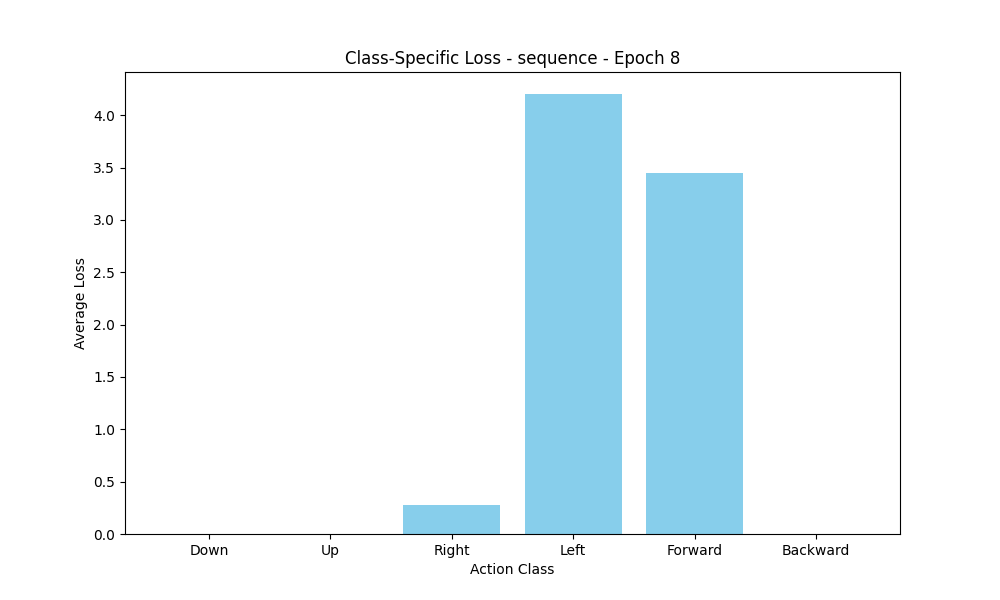 Class-Specific Loss - sequence - Epoch 8
4.0
3.5
3.0
2.5
2.0
1.5
1.0
0.5
0.0
Average Loss
Down Up Right Left Forward Backward
Action Class